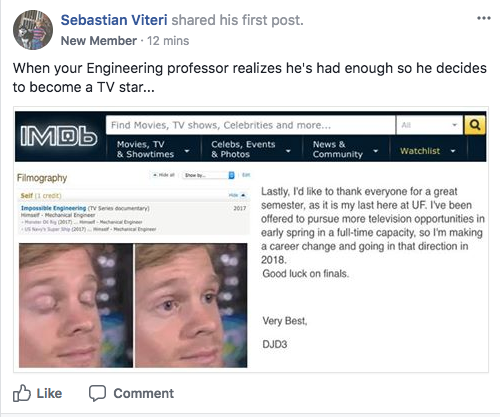 Sebastian Viteri shared his first post.
New Member · 12 mins
When your Engineering professor realizes he's had enough so he decides
to become a TV star...
IMDb
Find Movies, TV shows, Celebrities and more...
All
Movies, TV
& Showtimes
Celebs, Events
& Photos
News &
Community
Watchlist
Filmography
Hide all
Show by...
Edit
Self (1 credit)
Hide
Impossible Engineering (TV Series documentary)
2017
Himself - Mechanical Engineer
- Monster Oil Rig (2017) ... Himself - Mechanical Engineer
- US Navy's Super Ship (2017) ... Himself - Mechanical Engineer
Lastly, I'd like to thank everyone for a great
semester, as it is my last here at UF. I've been
offered to pursue more television opportunities in
early spring in a full-time capacity, so I'm making
a career change and going in that direction in
2018.
Good luck on finals.
Very Best,
DJD3
Like
Comment